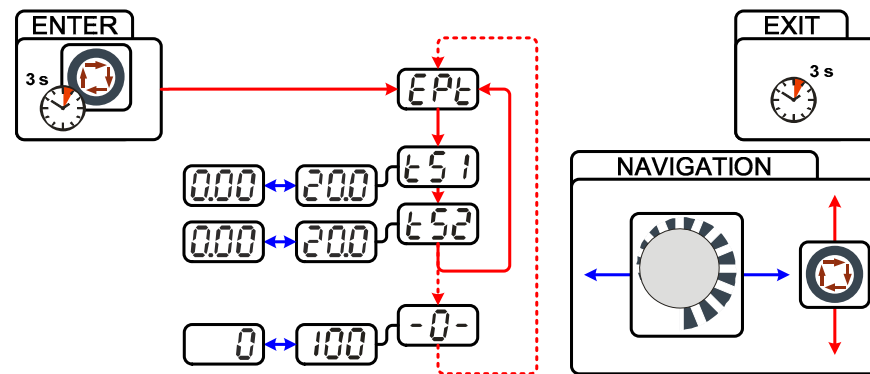 ENTER
3 s
EPt
tS1
0.00 20.0
tS2
0.00 20.0
-0-
0 100
EXIT
3 s
NAVIGATION